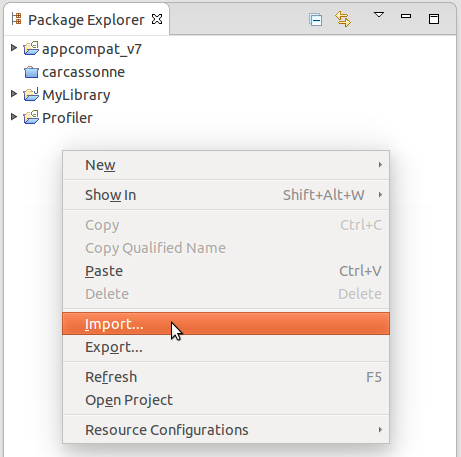 Package Explorer
appcompat_v7
carcassonne
MyLibrary
Profiler
New
Show In Shift+Alt+W
Copy Ctrl+C
Copy Qualified Name
Paste Ctrl+V
Delete Delete
Import...
Export...
Refresh F5
Open Project
Resource Configurations